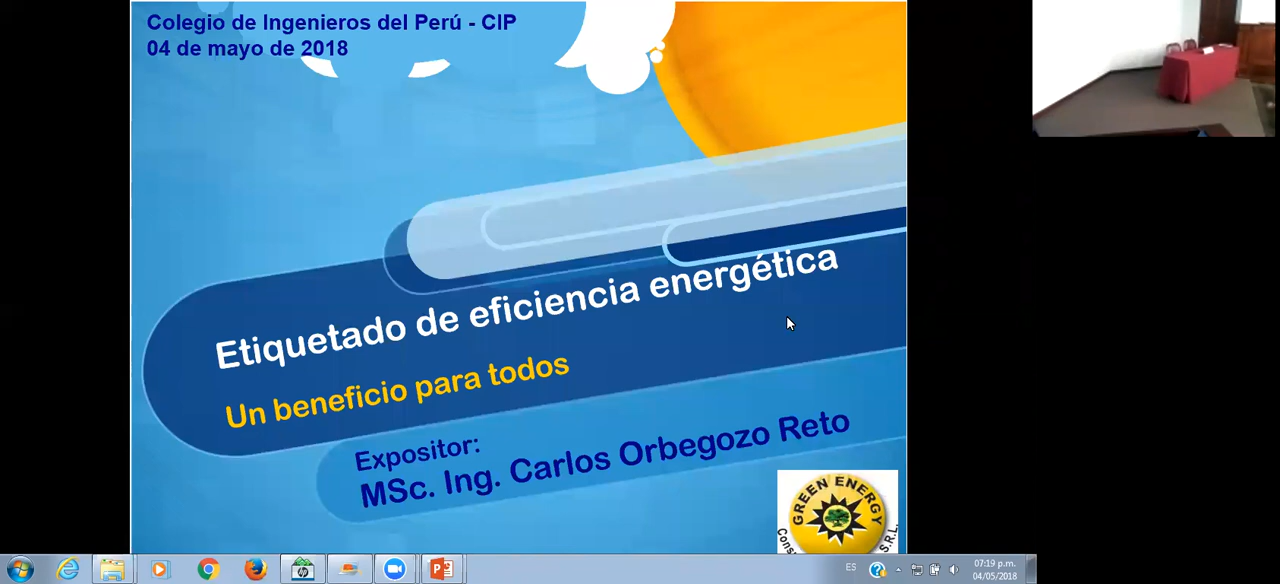 Colegio de Ingenieros del Perú - CIP
04 de mayo de 2018
Etiquetado de eficiencia energética
Un beneficio para todos
Expositor:
MSc. Ing. Carlos Orbegozo Reto
GREEN ENERGY
S.R.L.
ES
07:19 p.m.
04/05/2018